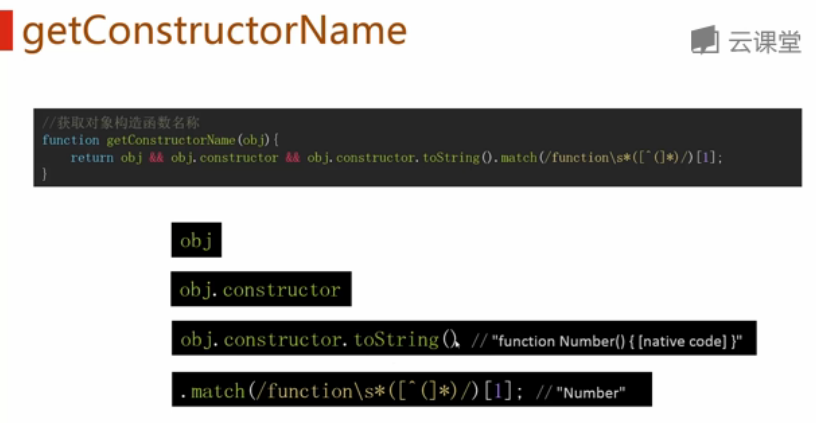 getConstructorName
云课堂
//获取对象构造函数名称
function getConstructorName(obj){
return obj && obj.constructor && obj.constructor.toString().match(/function\s*([^(]*)/)[1];
}
obj
obj.constructor
obj.constructor.toString() // "function Number() { [native code] }"
.match(/function\s*([^(]*)/)[1]; // "Number"